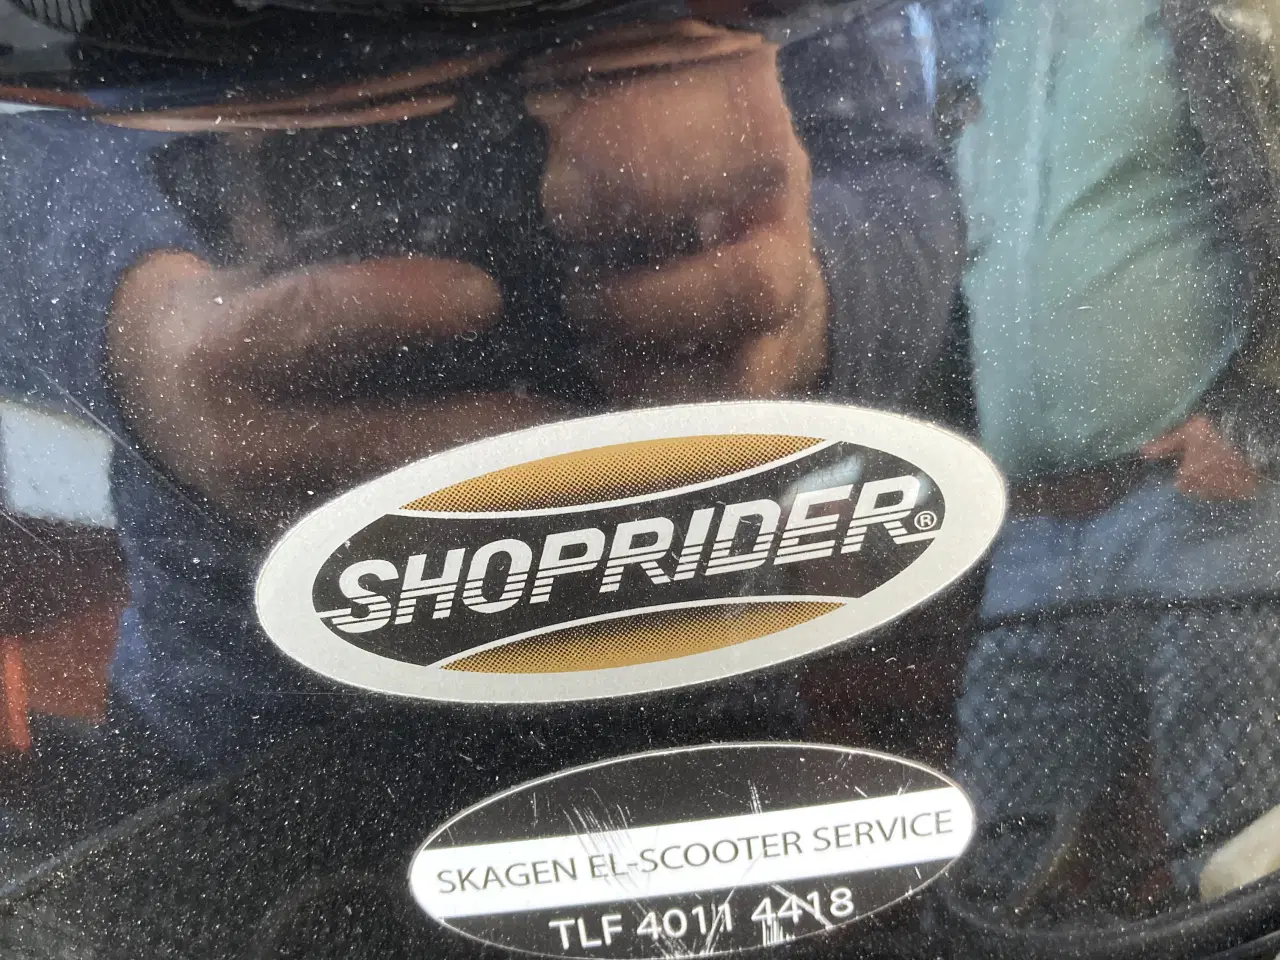 SHOPRIDER®
SKAGEN EL-SCOOTER SERVICE
TLF 4011 4418